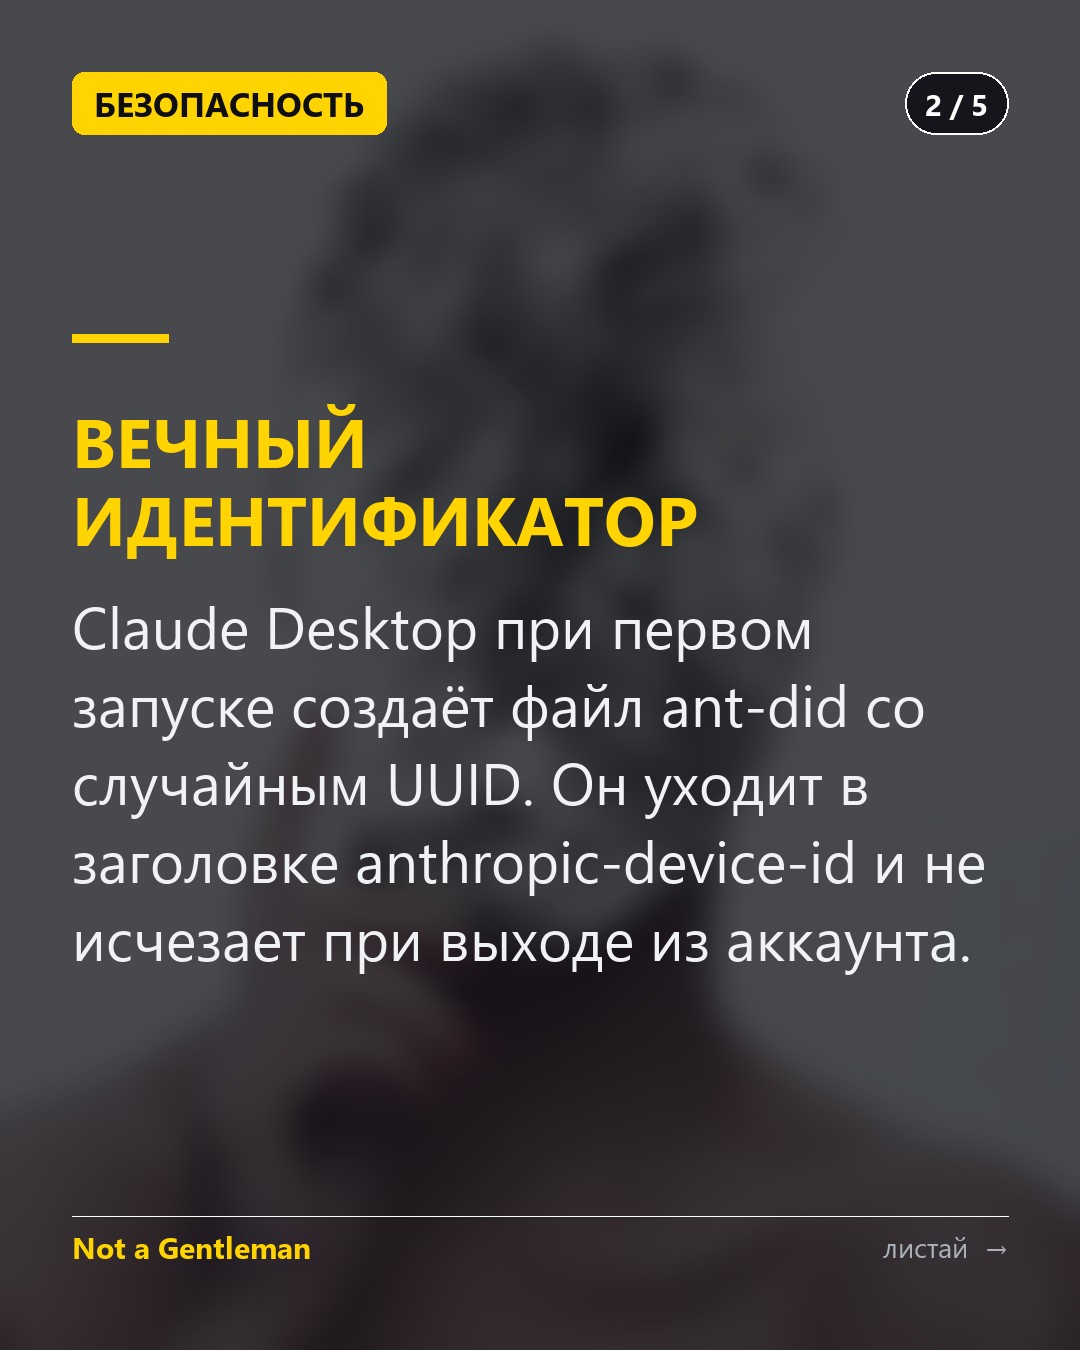 БЕЗОПАСНОСТЬ
2 / 5
ВЕЧНЫЙ
ИДЕНТИФИКАТОР
Claude Desktop при первом
запуске создаёт файл ant-did со
случайным UUID. Он уходит в
заголовке anthropic-device-id и не
исчезает при выходе из аккаунта.
Not a Gentleman
листай →